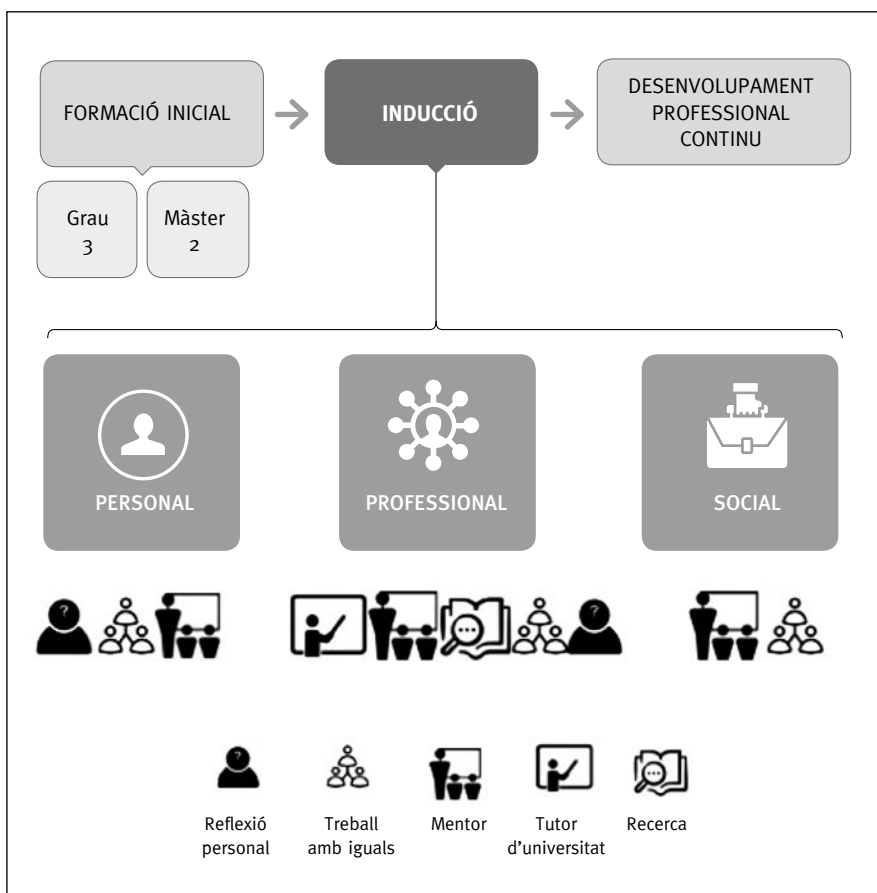 FORMACIÓ INICIAL
INDUCCIÓ
DESENVOLUPAMENT
PROFESSIONAL
CONTINU
Grau
3
Màster
2
PERSONAL
PROFESSIONAL
SOCIAL
?
?
?
Reflexió
personal
Treball
amb iguals
Mentor
Tutor
d’universitat
Recerca